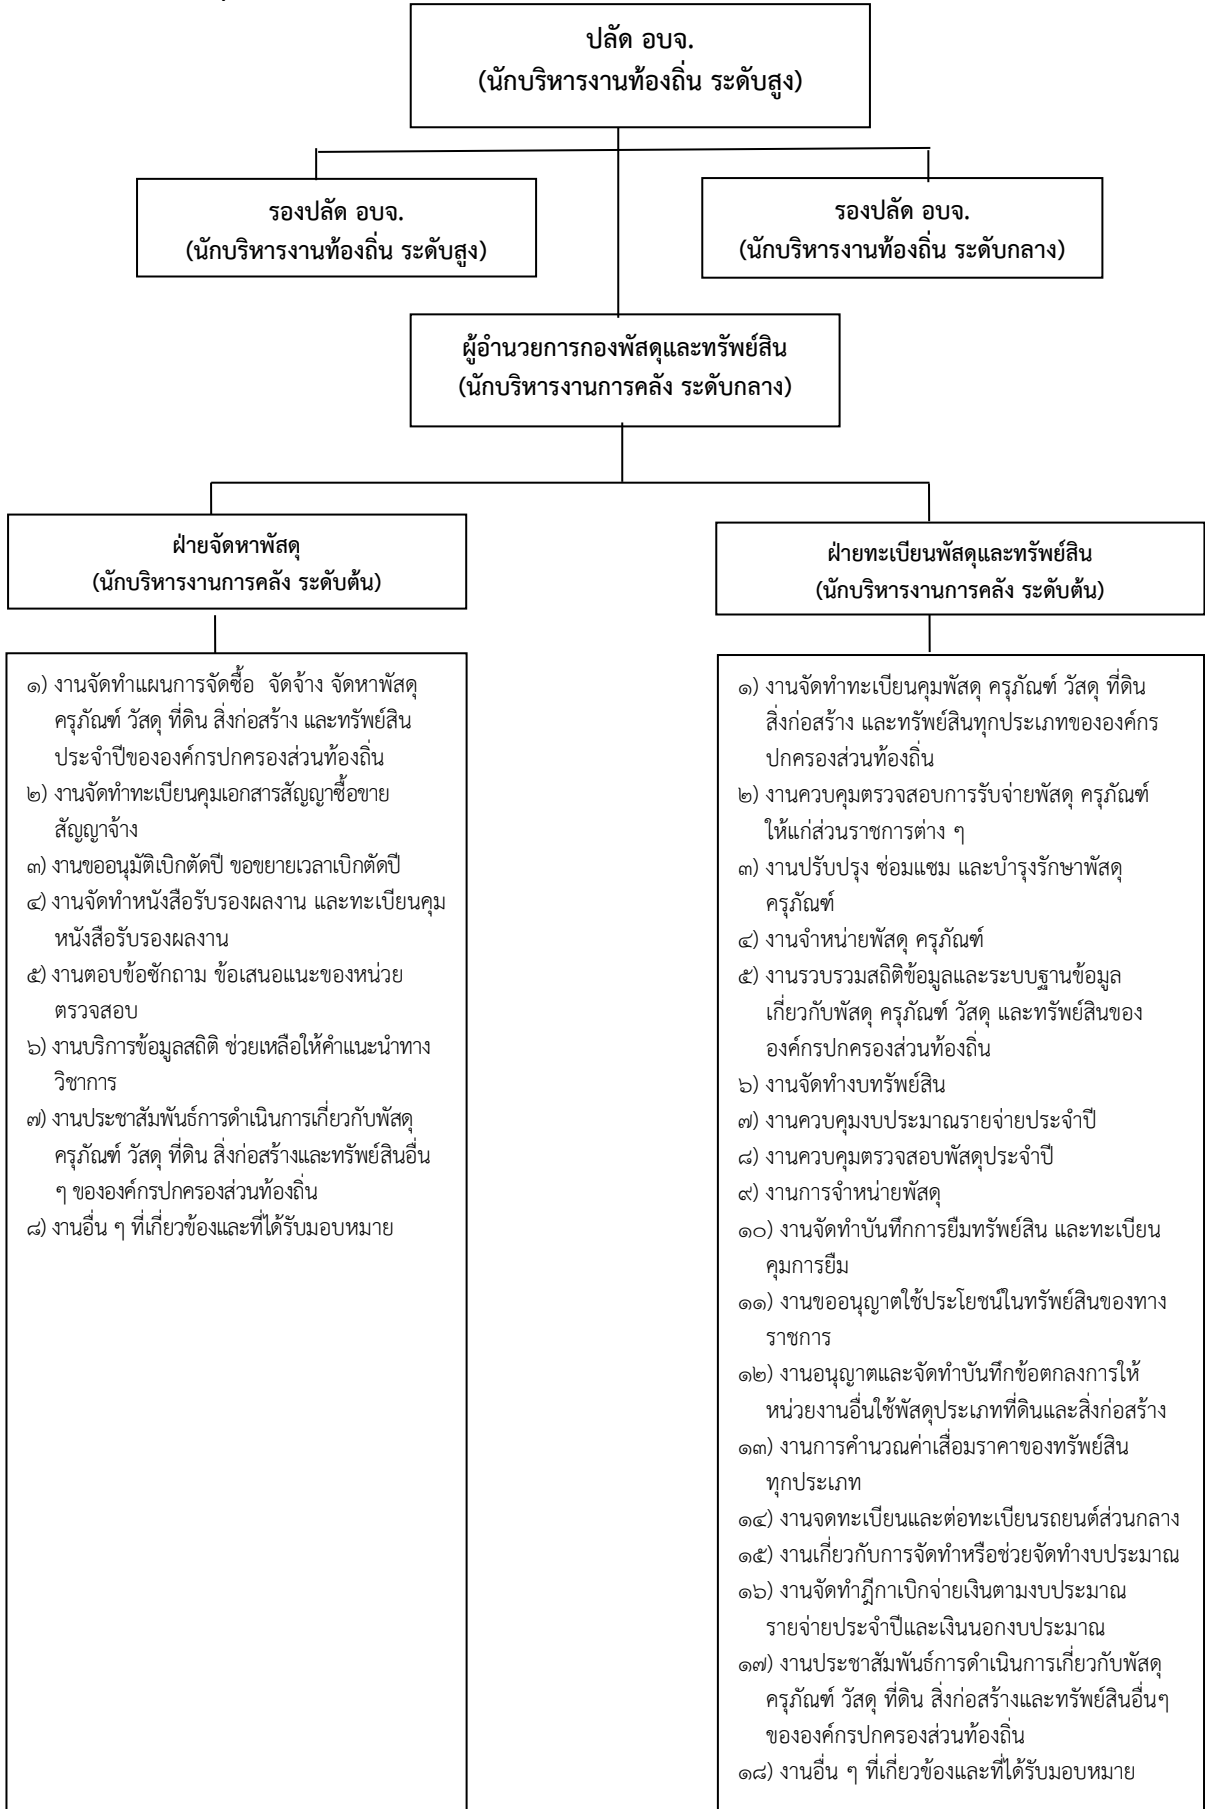 ปลัด อบจ.
(นักบริหารงานท้องถิ่น ระดับสูง)
รองปลัด อบจ.
(นักบริหารงานท้องถิ่น ระดับสูง)
รองปลัด อบจ.
(นักบริหารงานท้องถิ่น ระดับกลาง)
ผู้อำนวยการกองพัสดุและทรัพย์สิน
(นักบริหารงานการคลัง ระดับกลาง)
ฝ่ายจัดหาพัสดุ
(นักบริหารงานการคลัง ระดับต้น)
๑) งานจัดทำแผนการจัดซื้อ จัดจ้าง จัดหาพัสดุ
ครุภัณฑ์ วัสดุ ที่ดิน สิ่งก่อสร้าง และทรัพย์สิน
ประจำปีขององค์กรปกครองส่วนท้องถิ่น
๒) งานจัดทำทะเบียนคุมเอกสารสัญญาซื้อขาย
สัญญาจ้าง
๓) งานขออนุมัติเบิกตัดปี ขอขยายเวลาเบิกตัดปี
๔) งานจัดทำหนังสือรับรองผลงาน และทะเบียนคุม
หนังสือรับรองผลงาน
๕) งานตอบข้อซักถาม ข้อเสนอแนะของหน่วย
ตรวจสอบ
๖) งานบริการข้อมูลสถิติ ช่วยเหลือให้คำแนะนำทาง
วิชาการ
๗) งานประชาสัมพันธ์การดำเนินการเกี่ยวกับพัสดุ
ครุภัณฑ์ วัสดุ ที่ดิน สิ่งก่อสร้างและทรัพย์สินอื่น
ๆ ขององค์กรปกครองส่วนท้องถิ่น
๘) งานอื่น ๆ ที่เกี่ยวข้องและที่ได้รับมอบหมาย
ฝ่ายทะเบียนพัสดุและทรัพย์สิน
(นักบริหารงานการคลัง ระดับต้น)
๑) งานจัดทำทะเบียนคุมพัสดุ ครุภัณฑ์ วัสดุ ที่ดิน
สิ่งก่อสร้าง และทรัพย์สินทุกประเภทขององค์กร
ปกครองส่วนท้องถิ่น
๒) งานควบคุมตรวจสอบการรับจ่ายพัสดุ ครุภัณฑ์
ให้แก่ส่วนราชการต่าง ๆ
๓) งานปรับปรุง ซ่อมแซม และบำรุงรักษาพัสดุ
ครุภัณฑ์
๔) งานจำหน่ายพัสดุ ครุภัณฑ์
๕) งานรวบรวมสถิติข้อมูลและระบบฐานข้อมูล
เกี่ยวกับพัสดุ ครุภัณฑ์ วัสดุ และทรัพย์สินของ
องค์กรปกครองส่วนท้องถิ่น
๖) งานจัดทำงบทรัพย์สิน
๗) งานควบคุมงบประมาณรายจ่ายประจำปี
๘) งานควบคุมตรวจสอบพัสดุประจำปี
๙) งานการจำหน่ายพัสดุ
๑๐) งานจัดทำบันทึกการยืมทรัพย์สิน และทะเบียน
คุมการยืม
๑๑) งานขออนุญาตใช้ประโยชน์ในทรัพย์สินของทาง
ราชการ
๑๒) งานอนุญาตและจัดทำบันทึกข้อตกลงการให้
หน่วยงานอื่นใช้พัสดุประเภทที่ดินและสิ่งก่อสร้าง
๑๓) งานการคำนวณค่าเสื่อมราคาของทรัพย์สิน
ทุกประเภท
๑๔) งานจดทะเบียนและต่อทะเบียนรถยนต์ส่วนกลาง
๑๕) งานเกี่ยวกับการจัดทำหรือช่วยจัดทำงบประมาณ
๑๖) งานจัดทำฎีกาเบิกจ่ายเงินตามงบประมาณ
รายจ่ายประจำปีและเงินนอกงบประมาณ
๑๗) งานประชาสัมพันธ์การดำเนินการเกี่ยวกับพัสดุ
ครุภัณฑ์ วัสดุ ที่ดิน สิ่งก่อสร้างและทรัพย์สินอื่นๆ
ขององค์กรปกครองส่วนท้องถิ่น
๑๘) งานอื่น ๆ ที่เกี่ยวข้องและที่ได้รับมอบหมาย